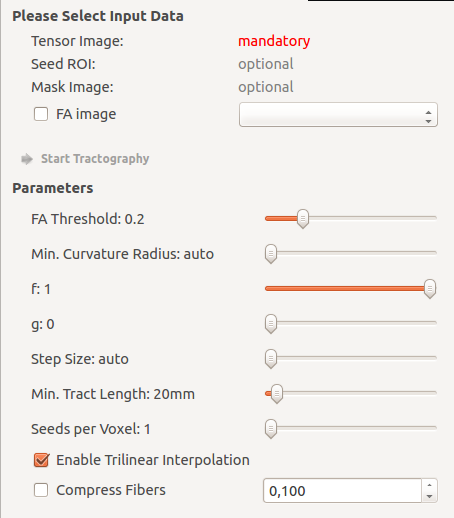 Please Select Input Data
Tensor Image: mandatory
Seed ROI: optional
Mask Image: optional
FA image
Start Tractography
Parameters
FA Threshold: 0.2
Min. Curvature Radius: auto
f: 1
g: 0
Step Size: auto
Min. Tract Length: 20mm
Seeds per Voxel: 1
Enable Trilinear Interpolation
Compress Fibers 0,100